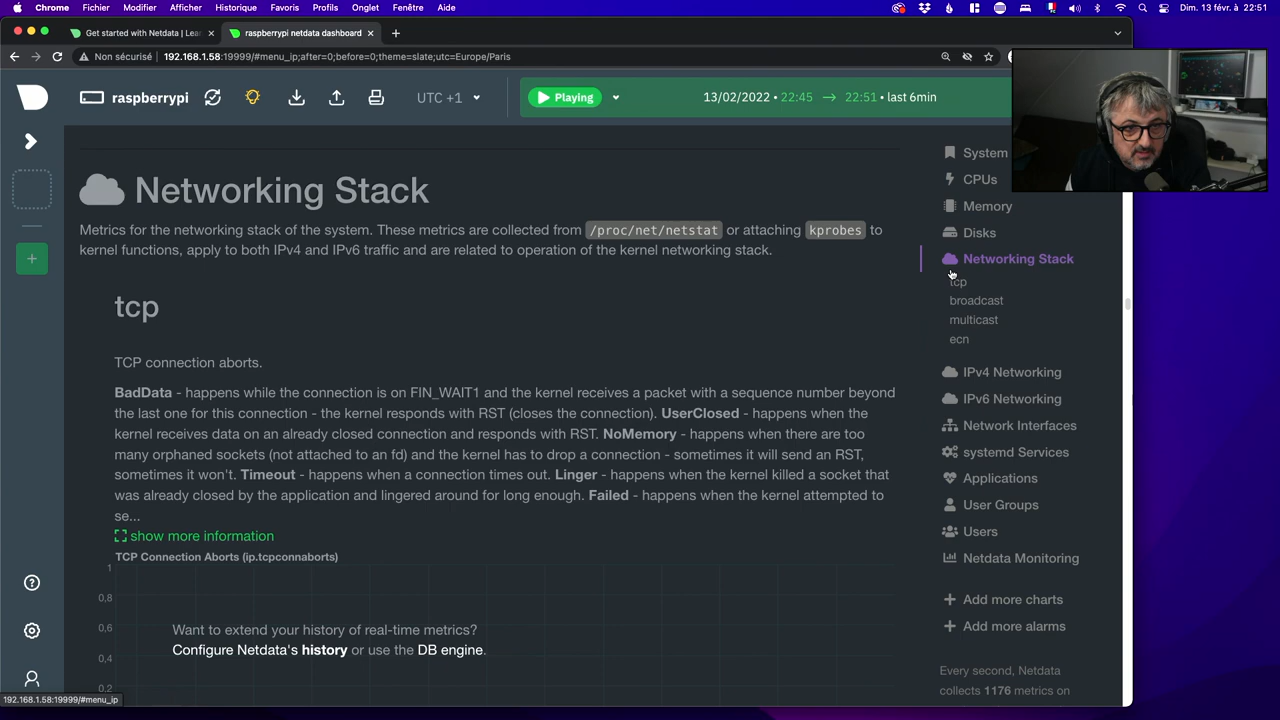 Chrome Fichier Modifier Afficher Historique Favoris Profils Onglet Fenêtre Aide Dim. 13 févr. à 22:51
Get started with Netdata | Lea
raspberrypi netdata dashboard
Non sécurisé 192.168.1.58:19999/#menu_ip;after=0;before=0;theme=slate;utc=Europe/Paris
raspberrypi UTC +1 Playing 13/02/2022 • 22:45 → 22:51 • last 6min
Networking Stack
Metrics for the networking stack of the system. These metrics are collected from /proc/net/netstat or attaching kprobes to
kernel functions, apply to both IPv4 and IPv6 traffic and are related to operation of the kernel networking stack.
tcp
TCP connection aborts.
BadData - happens while the connection is on FIN_WAIT1 and the kernel receives a packet with a sequence number beyond
the last one for this connection - the kernel responds with RST (closes the connection). UserClosed - happens when the
kernel receives data on an already closed connection and responds with RST. NoMemory - happens when there are too
many orphaned sockets (not attached to an fd) and the kernel has to drop a connection - sometimes it will send an RST,
sometimes it won't. Timeout - happens when a connection times out. Linger - happens when the kernel killed a socket that
was already closed by the application and lingered around for long enough. Failed - happens when the kernel attempted to
se...
show more information
TCP Connection Aborts (ip.tcpconnaborts)
1
0,8
0,6
0,4
0,2
Want to extend your history of real-time metrics?
Configure Netdata's history or use the DB engine.
System
CPUs
Memory
Disks
Networking Stack
tcp
broadcast
multicast
ecn
IPv4 Networking
IPv6 Networking
Network Interfaces
systemd Services
Applications
User Groups
Users
Netdata Monitoring
Add more charts
Add more alarms
Every second, Netdata
collects 1176 metrics on
192.168.1.58:19999/#menu_ip